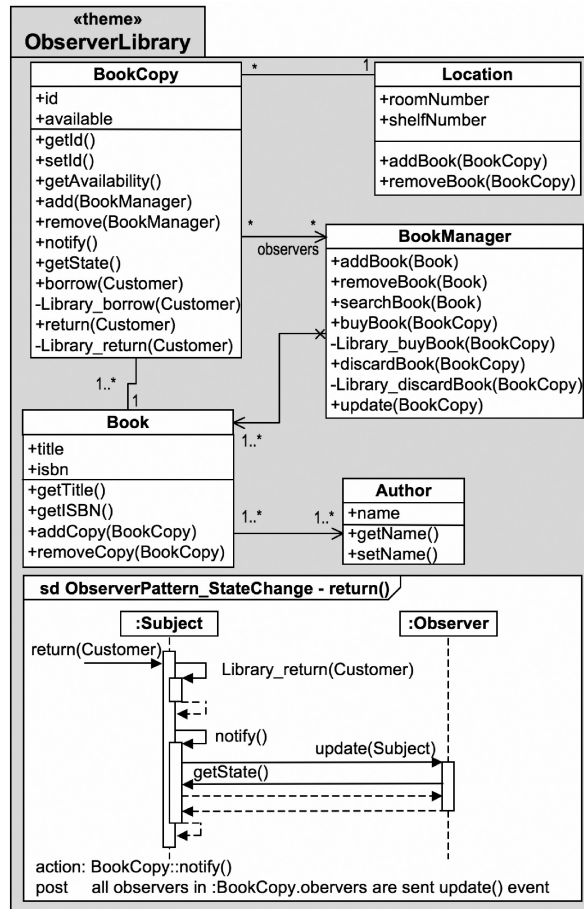 «theme»
ObserverLibrary
BookCopy
+id
+available
+getId()
+setId()
+getAvailability()
+add(BookManager)
+remove(BookManager)
+notify()
+getState()
+borrow(Customer)
-Library_borrow(Customer)
+return(Customer)
-Library_return(Customer)
* 1
Location
+roomNumber
+shelfNumber
+addBook(BookCopy)
+removeBook(BookCopy)
* *
observers
BookManager
+addBook(Book)
+removeBook(Book)
+searchBook(Book)
+buyBook(BookCopy)
-Library_buyBook(BookCopy)
+discardBook(BookCopy)
-Library_discardBook(BookCopy)
+update(BookCopy)
1..*
1
Book
+title
+isbn
+getTitle()
+getISBN()
+addCopy(BookCopy)
+removeCopy(BookCopy)
1..*
1..* 1..*
Author
+name
+getName()
+setName()
sd ObserverPattern_StateChange - return()
:Subject :Observer
return(Customer)
Library_return(Customer)
notify()
update(Subject)
getState()
action: BookCopy::notify()
post all observers in :BookCopy.obervers are sent update() event